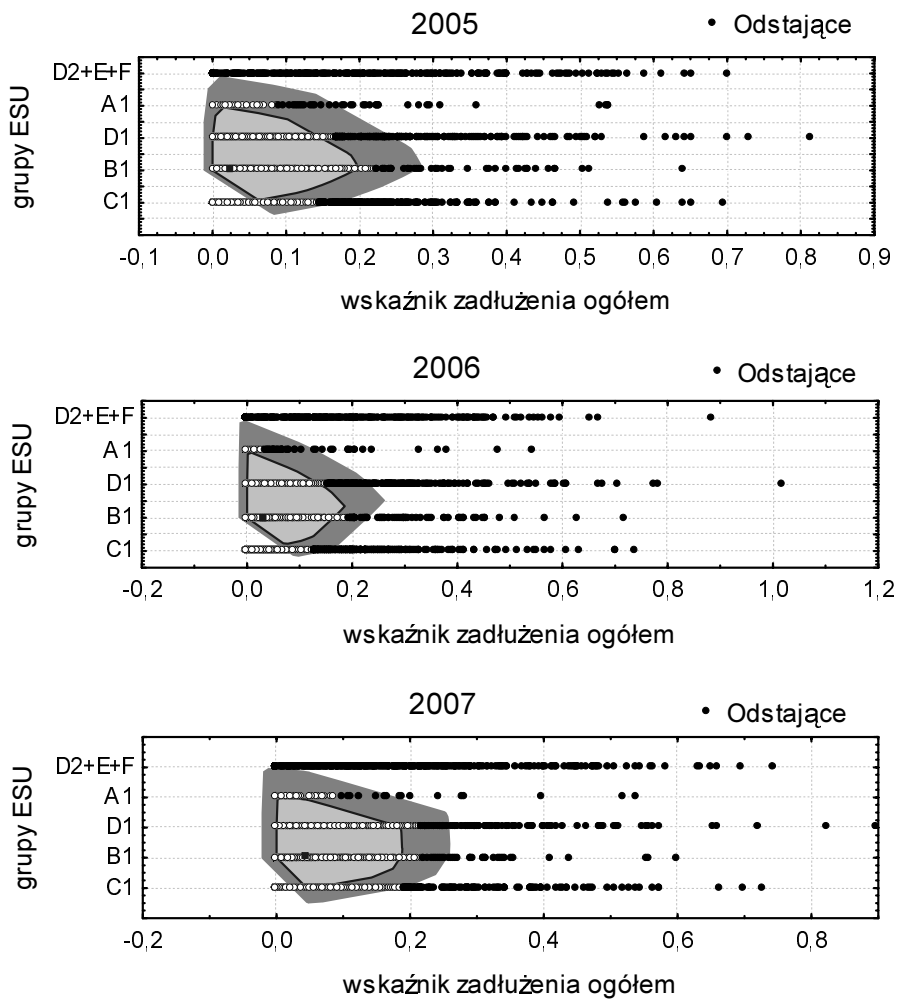 2005
Odstające
grupy ESU
D2+E+F
A1
D1
B1
C1
-0,1 0,0 0,1 0,2 0,3 0,4 0,5 0,6 0,7 0,8 0,9
wskaźnik zadłużenia ogółem
2006
Odstające
grupy ESU
D2+E+F
A1
D1
B1
C1
-0,2 0,0 0,2 0,4 0,6 0,8 1,0 1,2
wskaźnik zadłużenia ogółem
2007
Odstające
grupy ESU
D2+E+F
A1
D1
B1
C1
-0,2 0,0 0,2 0,4 0,6 0,8
wskaźnik zadłużenia ogółem